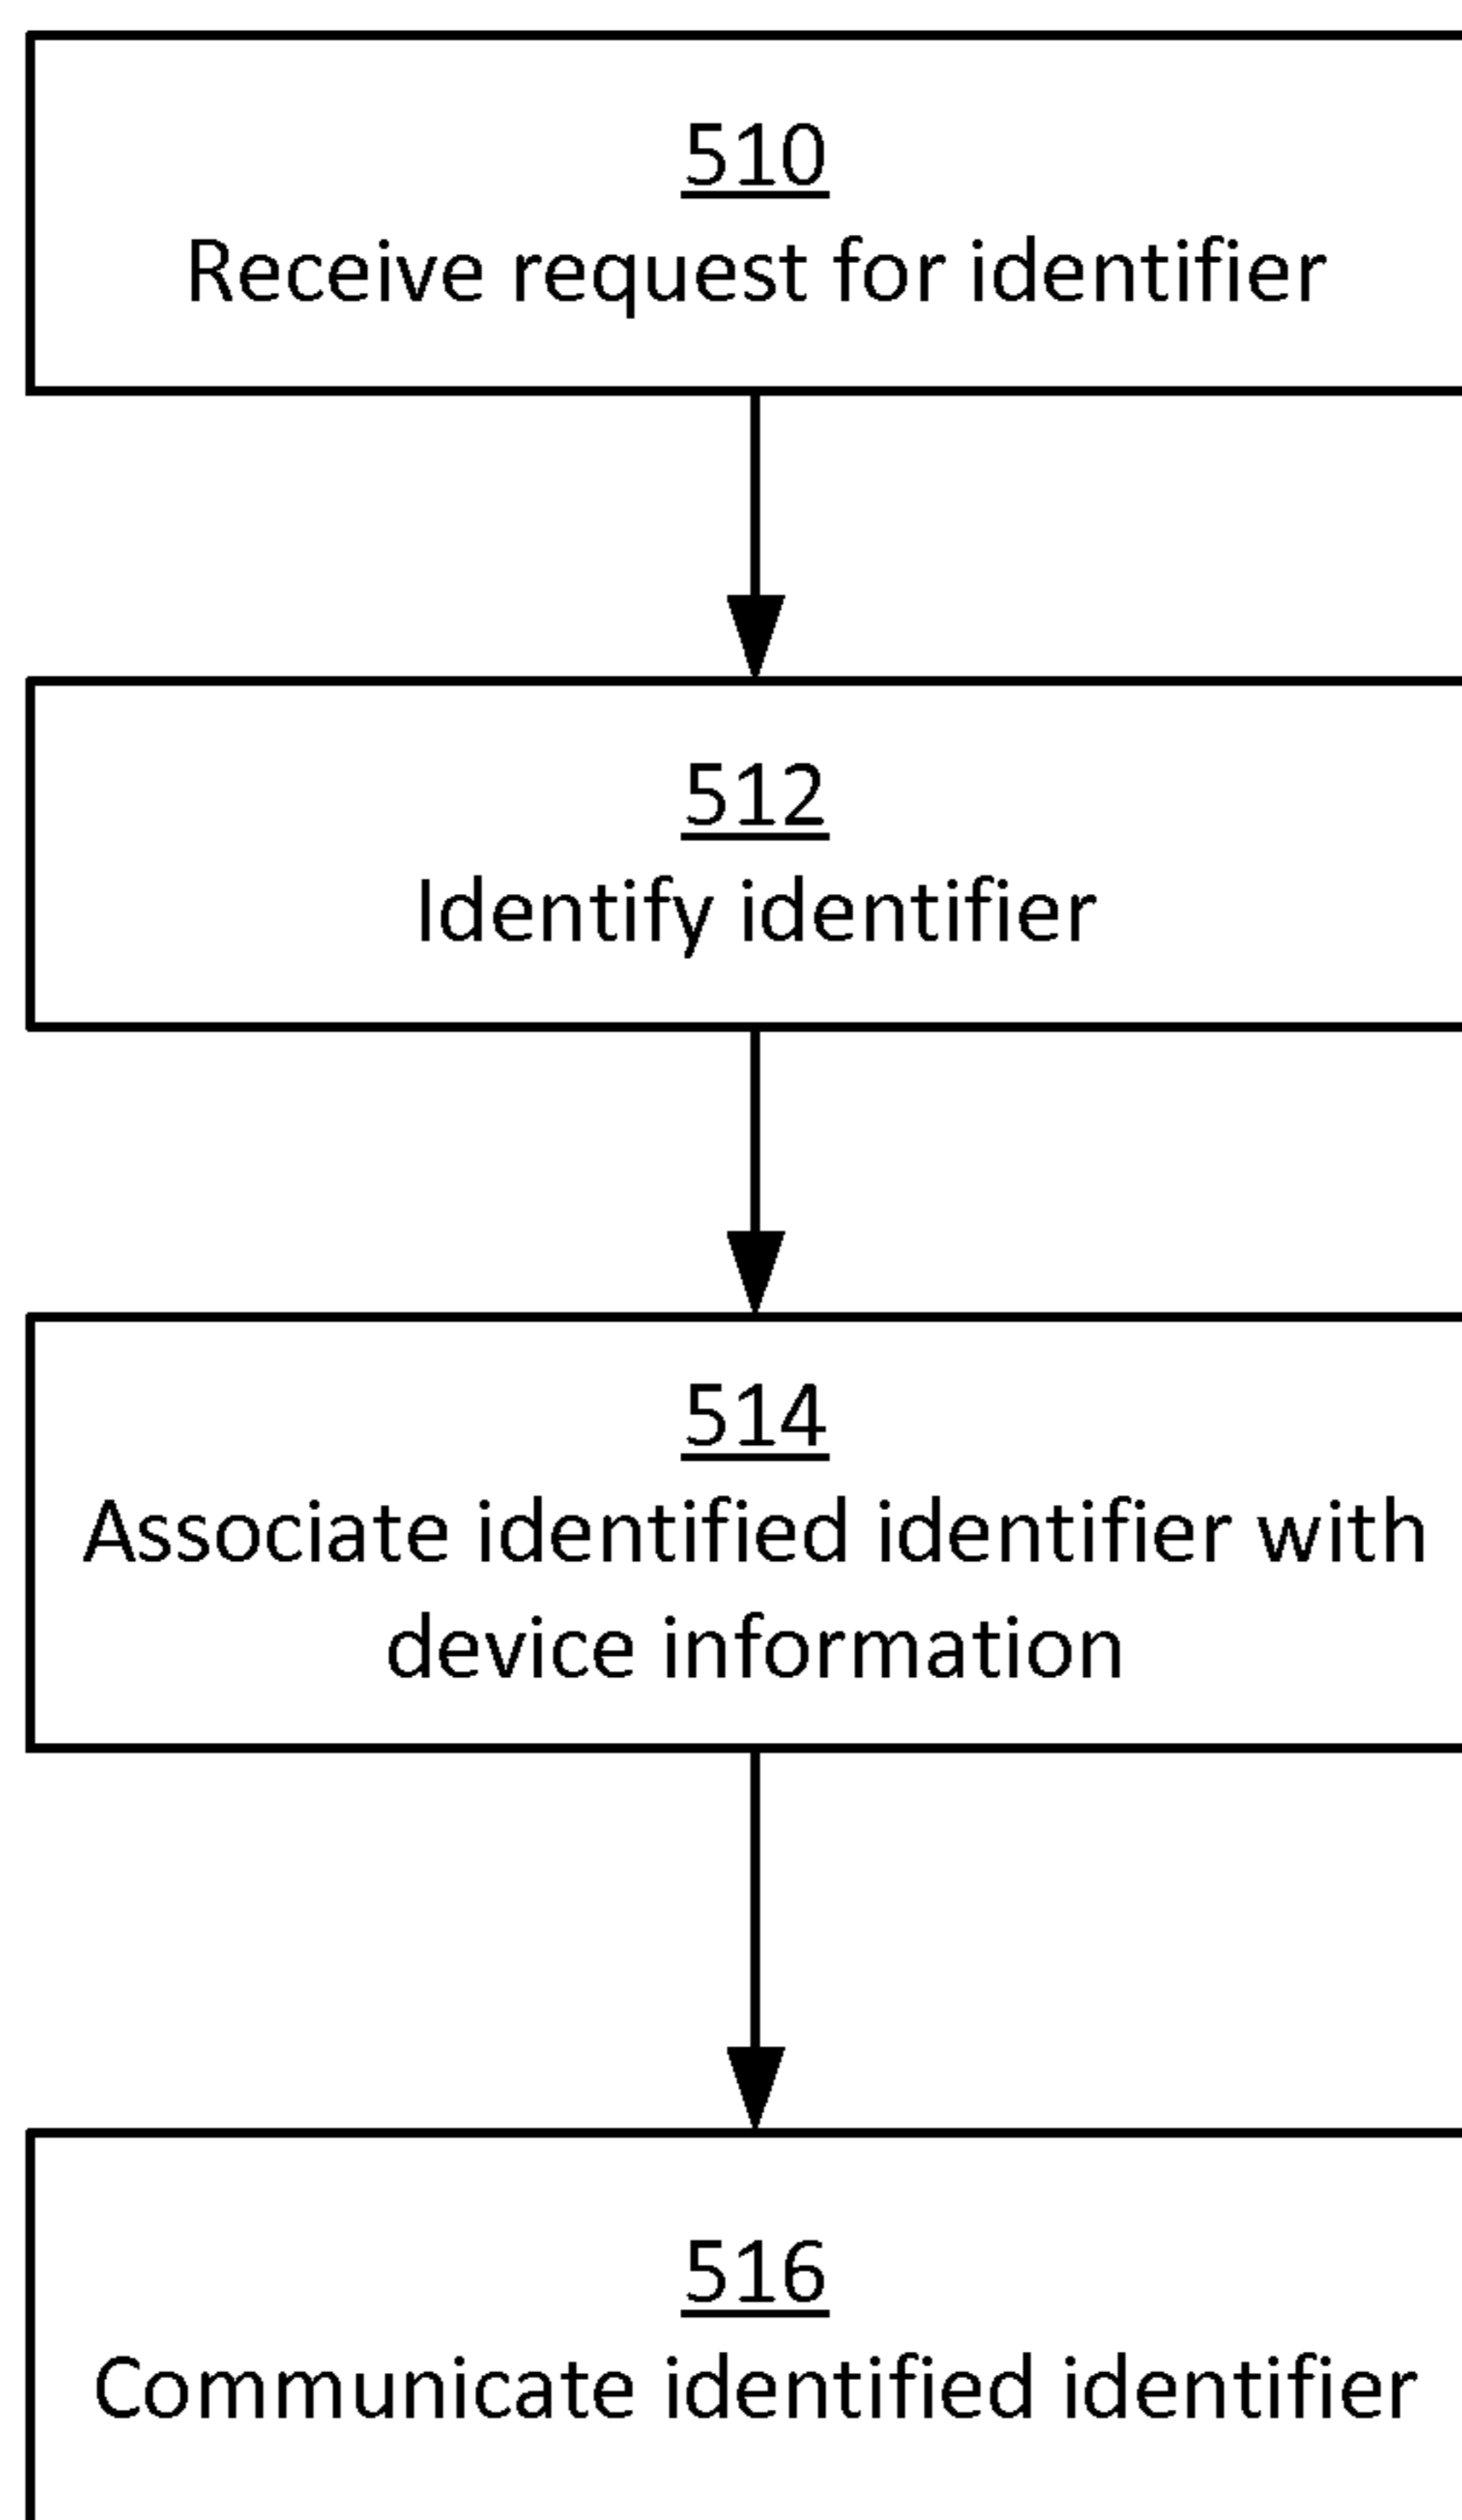 510
Receive request for identifier
512
Identify identifier
514
Associate identified identifier with
device information
516
Communicate identified identifier